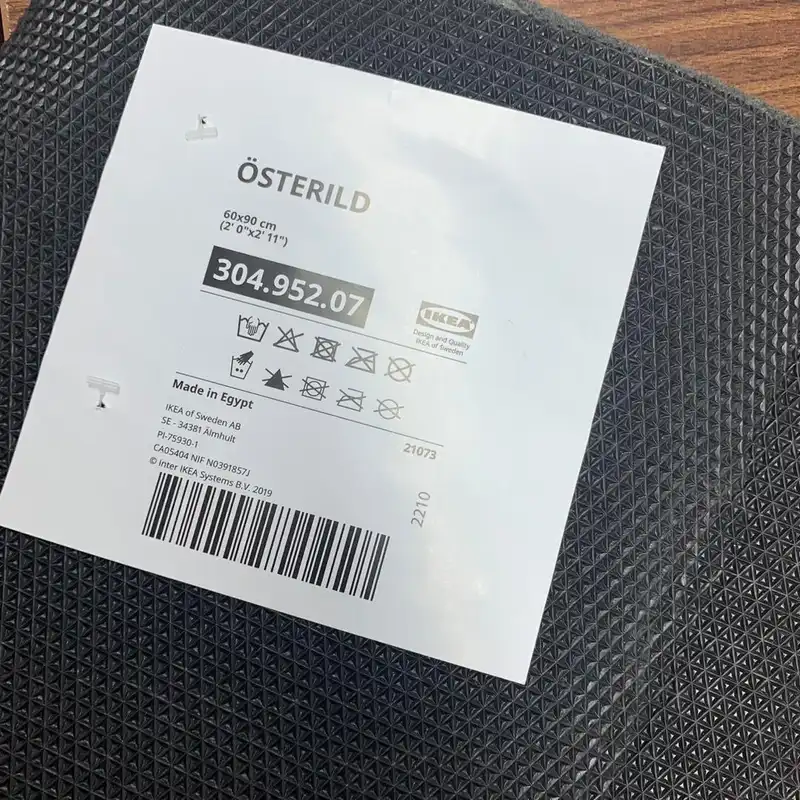 ÖSTERILD
60x90 cm
(2' 0"x2' 11")
304.952.07
IKEA
Design and Quality
IKEA of Sweden
Made in Egypt
IKEA of Sweden AB
SE - 34381 Älmhult
PI-75930-1
CA05404 NIF N0391857J
© Inter IKEA Systems B.V. 2019
21073
2210